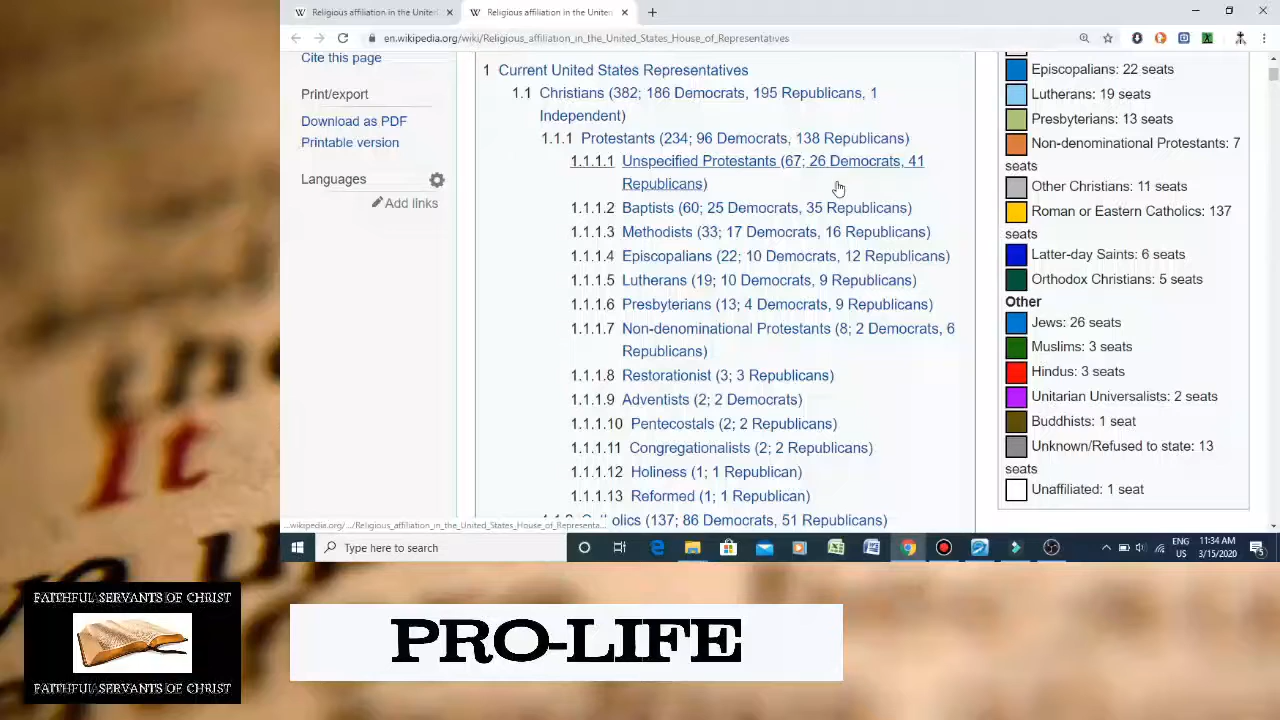 Religious affiliation in the United
Religious affiliation in the United
en.wikipedia.org/wiki/Religious_affiliation_in_the_United_States_House_of_Representatives
Cite this page
Print/export
Download as PDF
Printable version
Languages
Add links
1 Current United States Representatives
1.1 Christians (382; 186 Democrats, 195 Republicans, 1
Independent)
1.1.1 Protestants (234; 96 Democrats, 138 Republicans)
1.1.1.1 Unspecified Protestants (67; 26 Democrats, 41
Republicans)
1.1.1.2 Baptists (60; 25 Democrats, 35 Republicans)
1.1.1.3 Methodists (33; 17 Democrats, 16 Republicans)
1.1.1.4 Episcopalians (22; 10 Democrats, 12 Republicans)
1.1.1.5 Lutherans (19; 10 Democrats, 9 Republicans)
1.1.1.6 Presbyterians (13; 4 Democrats, 9 Republicans)
1.1.1.7 Non-denominational Protestants (8; 2 Democrats, 6
Republicans)
1.1.1.8 Restorationist (3; 3 Republicans)
1.1.1.9 Adventists (2; 2 Democrats)
1.1.1.10 Pentecostals (2; 2 Republicans)
1.1.1.11 Congregationalists (2; 2 Republicans)
1.1.1.12 Holiness (1; 1 Republican)
1.1.1.13 Reformed (1; 1 Republican)
(137; 86 Democrats, 51 Republicans)
Episcopalians: 22 seats
Lutherans: 19 seats
Presbyterians: 13 seats
Non-denominational Protestants: 7
seats
Other Christians: 11 seats
Roman or Eastern Catholics: 137
seats
Latter-day Saints: 6 seats
Orthodox Christians: 5 seats
Other
Jews: 26 seats
Muslims: 3 seats
Hindus: 3 seats
Unitarian Universalists: 2 seats
Buddhists: 1 seat
Unknown/Refused to state: 13
seats
Unaffiliated: 1 seat
..wikipedia.org/.../Religious_affiliation_in_the_United_States_House_of_Representa...
Type here to search
ENG
US
11:34 AM
3/15/2020
5
It
FAITHFUL SERVANTS OF CHRIST
FAITHFUL SERVANTS OF CHRIST
PRO-LIFE